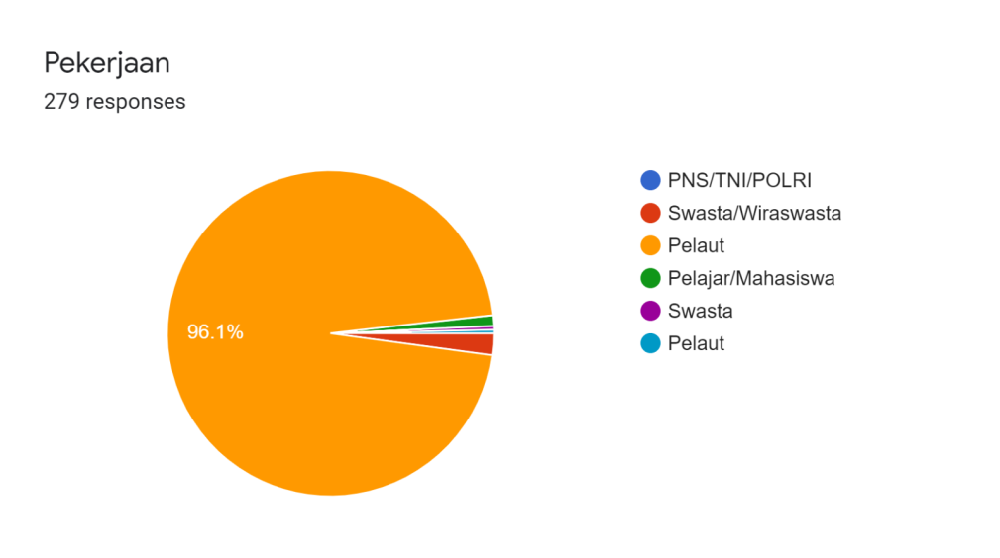 Pekerjaan
279 responses
96.1%
PNS/TNI/POLRI
Swasta/Wiraswasta
Pelaut
Pelajar/Mahasiswa
Swasta
Pelaut